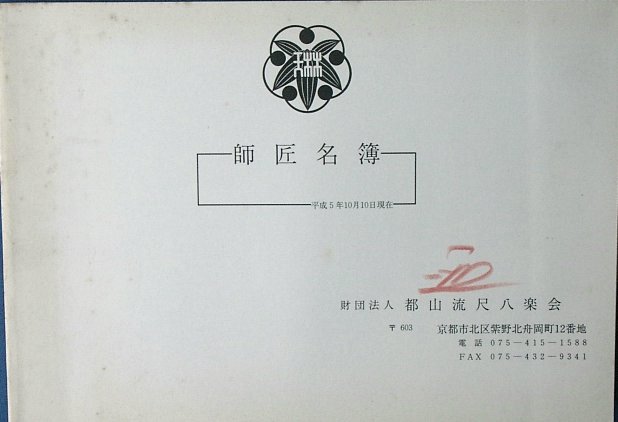 師匠名簿
平成5年10月10日現在
財団法人 都山流尺八楽会
〒603 京都市北区紫野北舟岡町12番地
電話 075—415—1588
FAX 075—432—9341